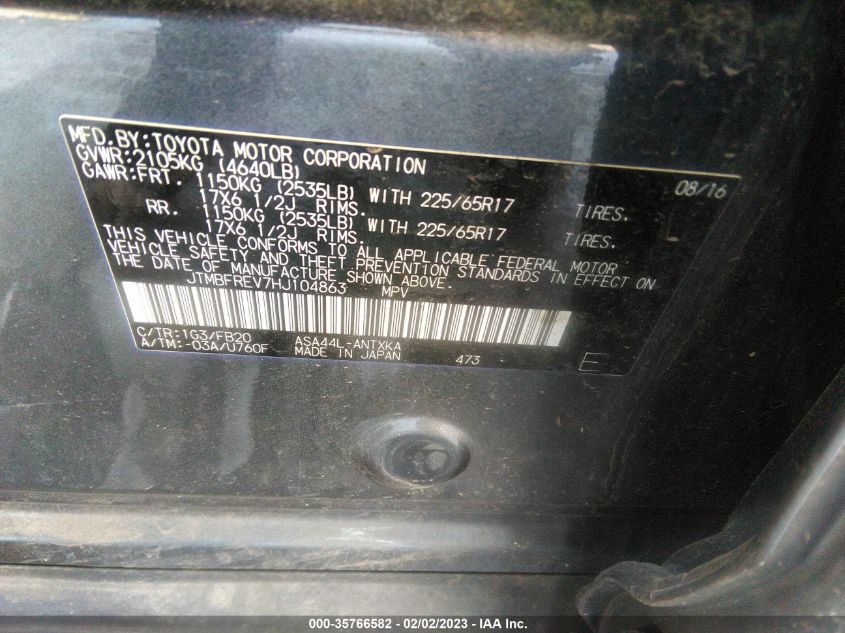 MFD.BY:TOYOTA MOTOR CORPORATION 08/16
GVWR:2105KG (4640LB)
GAWR:FRT. 1150KG (2535LB) WITH 225/65R17 TIRES.
17X6 1/2J RIMS.
RR. 1150KG (2535LB) WITH 225/65R17 TIRES.
17X6 1/2J RIMS.
THIS VEHICLE CONFORMS TO ALL APPLICABLE FEDERAL MOTOR
VEHICLE SAFETY AND THEFT PREVENTION STANDARDS IN EFFECT ON
THE DATE OF MANUFACTURE SHOWN ABOVE.
JTMBFREV7HJ104863 MPV
C/TR:1G3/FB20 ASA44L-ANTXKA
A/TM:-03A/U760F MADE IN JAPAN 473 E
000-35766582 - 02/02/2023 - IAA Inc.